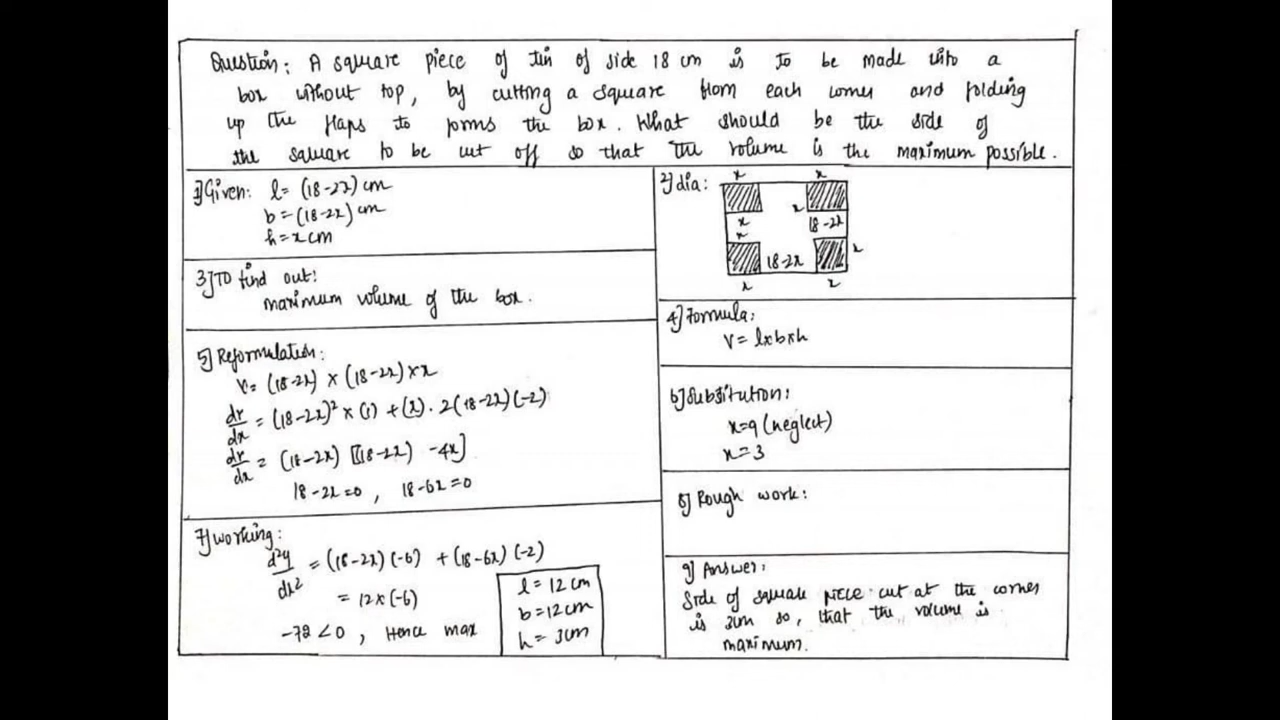 Question: A square piece of tin of side 18 cm is to be made into a
box without top, by cutting a square from each corner and folding
up the flaps to forms the box. What should be the side of
the square to be cut off so that the volume is the maximum possible.
1) Given: l = (18-2x) cm
b = (18-2x) cm
h = x cm
2) dia:
x x
x
x 18-2x
x x
18-2x
x x
3) To find out:
maximum volume of the box.
4) Formula:
V = l×b×h
5) Reformulation:
V = (18-2x) × (18-2x) × x
dv/dx = (18-2x)² × (1) + (x) . 2(18-2x)(-2)
dv/dx = (18-2x) [(18-2x) -4x]
18-2x=0 , 18-6x=0
6) Substitution:
x=9 (neglect)
x=3
8) Rough work:
7) working:
d²y/dx² = (18-2x)(-6) + (18-6x)(-2)
= 12×(-6)
-72 < 0 , Hence max
l = 12 cm
b = 12 cm
h = 3 cm
9) Answer:
Side of square piece cut at the corner
is 3cm so, that the volume is
maximum.